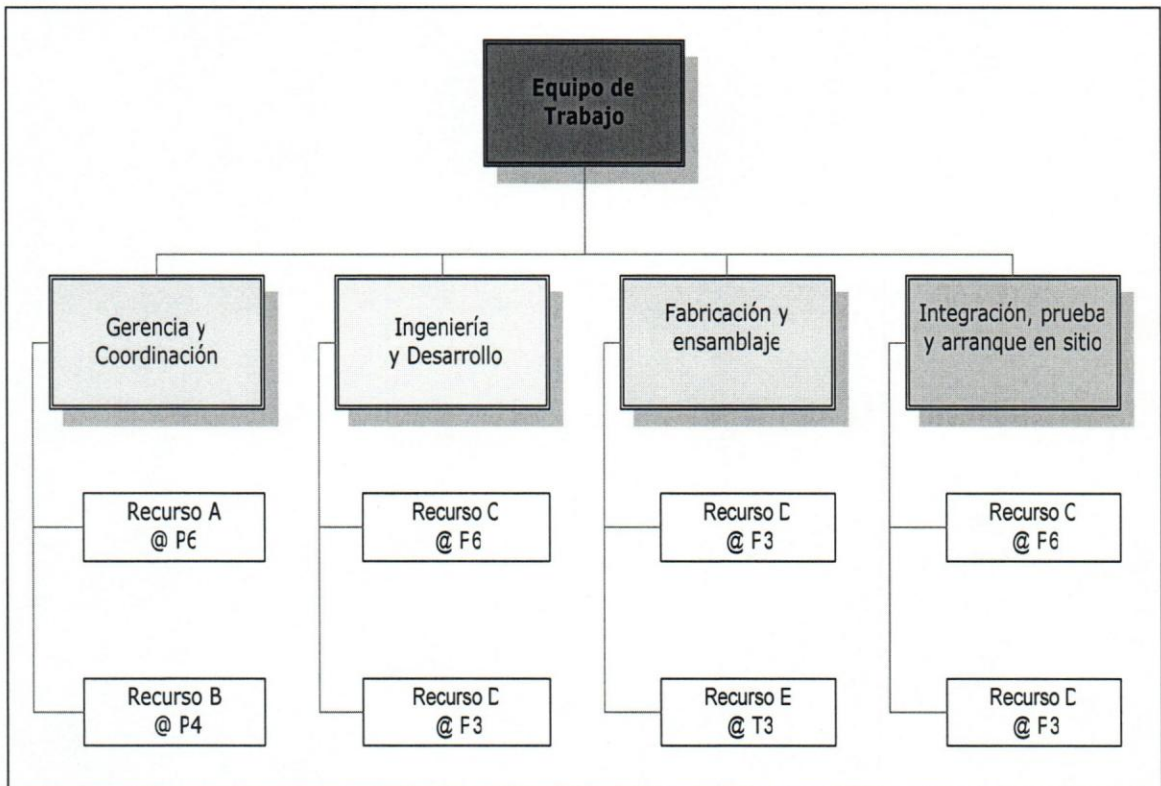 Equipo de
Trabajo
Gerencia y
Coordinación
Ingeniería
y Desarrollo
Fabricación y
ensamblaje
Integración, prueba
y arranque en sitio
Recurso A
@ P6
Recurso C
@ F6
Recurso D
@ F3
Recurso C
@ F6
Recurso B
@ P4
Recurso D
@ F3
Recurso E
@ T3
Recurso D
@ F3